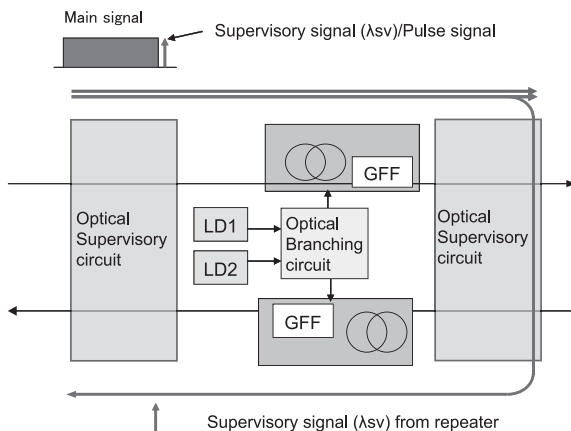 Main signal
Supervisory signal (λsv)/Pulse signal
GFF
Optical
Supervisory
circuit
LD1
LD2
Optical
Branching
circuit
Optical
Supervisory
circuit
GFF
Supervisory signal (λsv) from repeater